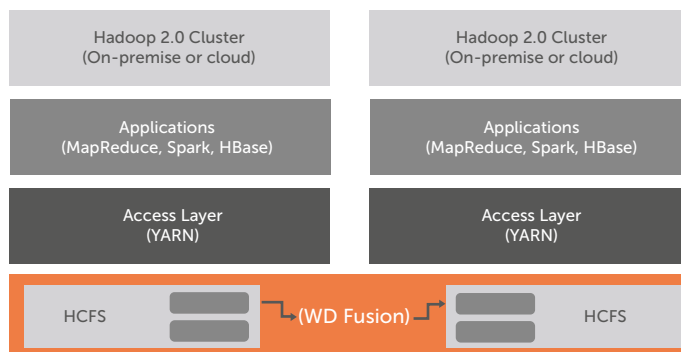 Hadoop 2.0 Cluster
(On-premise or cloud)
Hadoop 2.0 Cluster
(On-premise or cloud)
Applications
(MapReduce, Spark, HBase)
Applications
(MapReduce, Spark, HBase)
Access Layer
(YARN)
Access Layer
(YARN)
HCFS
(WD Fusion)
HCFS